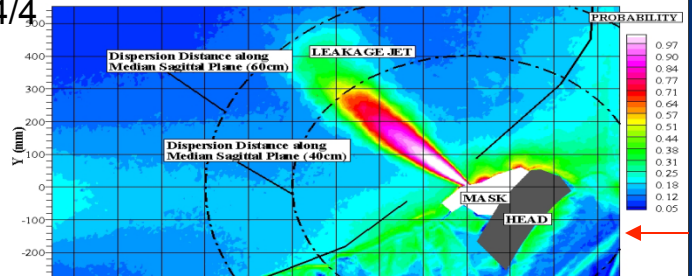 4/4
500
PROBABILITY
Dispersion Distance along
Median Sagittal Plane (60cm)
LEAKAGE JET
0.97
0.90
0.84
0.77
0.71
0.64
0.57
0.51
0.44
0.38
0.31
0.25
0.18
0.12
0.05
400
300
200
Dispersion Distance along
Median Sagittal Plane (40cm)
Y (mm)
100
0
MASK
HEAD
-100
-200